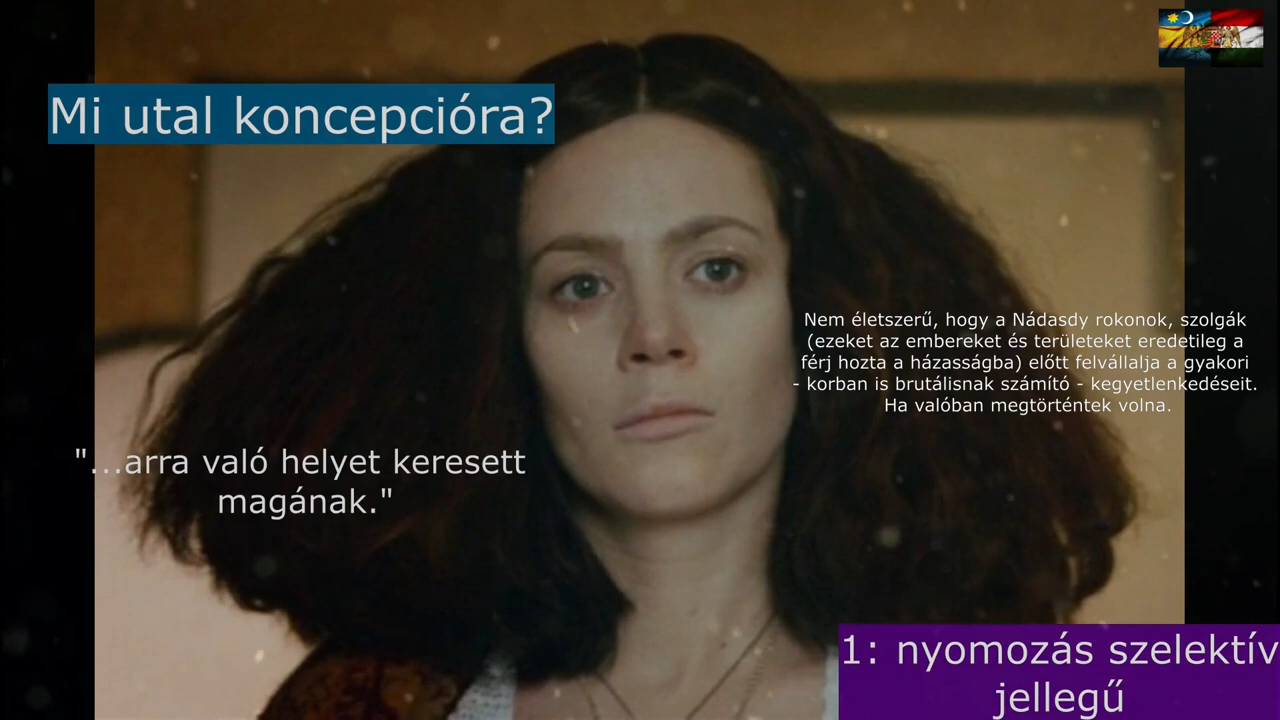 Mi utal koncepcióra?
Nem életszerű, hogy a Nádasdy rokonok, szolgák
(ezeket az embereket és területeket eredetileg a
férj hozta a házasságba) előtt felvállalja a gyakori
- korban is brutálisnak számító - kegyetlenkedéseit.
Ha valóban megtörténtek volna.
"...arra való helyet keresett
magának."
1: nyomozás szelektív
jellegű